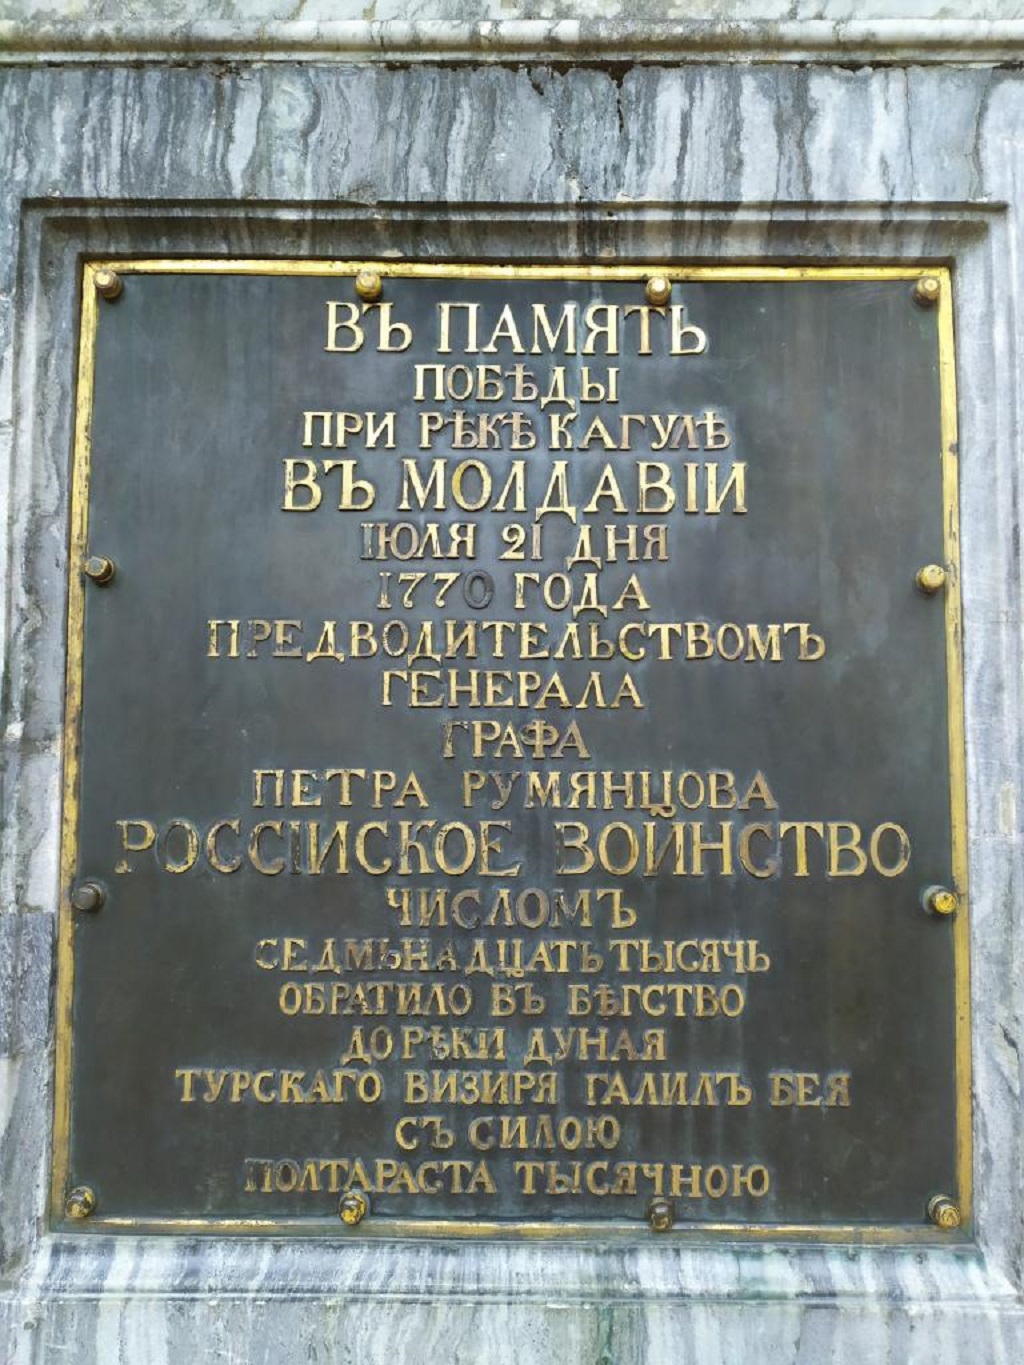 ВЪ ПАМЯТЬ
ПОБѢДЫ
ПРИ РѢКѢ КАГУЛѢ
ВЪ МОЛДАВІИ
ІЮЛЯ 21 ДНЯ
1770 ГОДА
ПРЕДВОДИТЕЛЬСТВОМЪ
ГЕНЕРАЛА
ГРАФА
ПЕТРА РУМЯНЦОВА
РОССІИСКОЕ ВОЙНСТВО
ЧИСЛОМЪ
СЕДМЬНАДЦАТЬ ТЫСЯЧЬ
ОБРАТИЛО ВЪ БѢГСТВО
ДО РѢКИ ДУНАЯ
ТУРСКАГО ВИЗИРЯ ГАЛИЛЪ БЕЯ
СЪ СИЛОЮ
ПОЛТАРАСТА ТЫСЯЧНОЮ